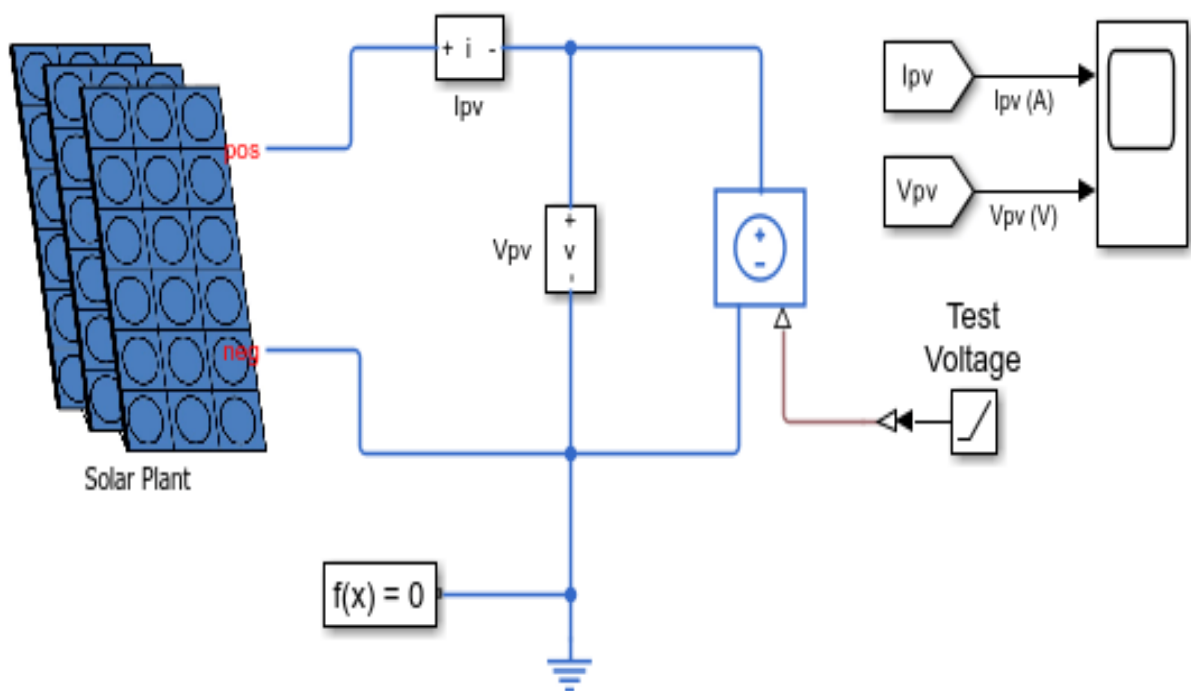 + i -
Ipv
Ipv
Ipv (A)
pos
Vpv
Vpv (V)
+
v
-
Vpv
+
-
neg
Test
Voltage
Solar Plant
f(x) = 0